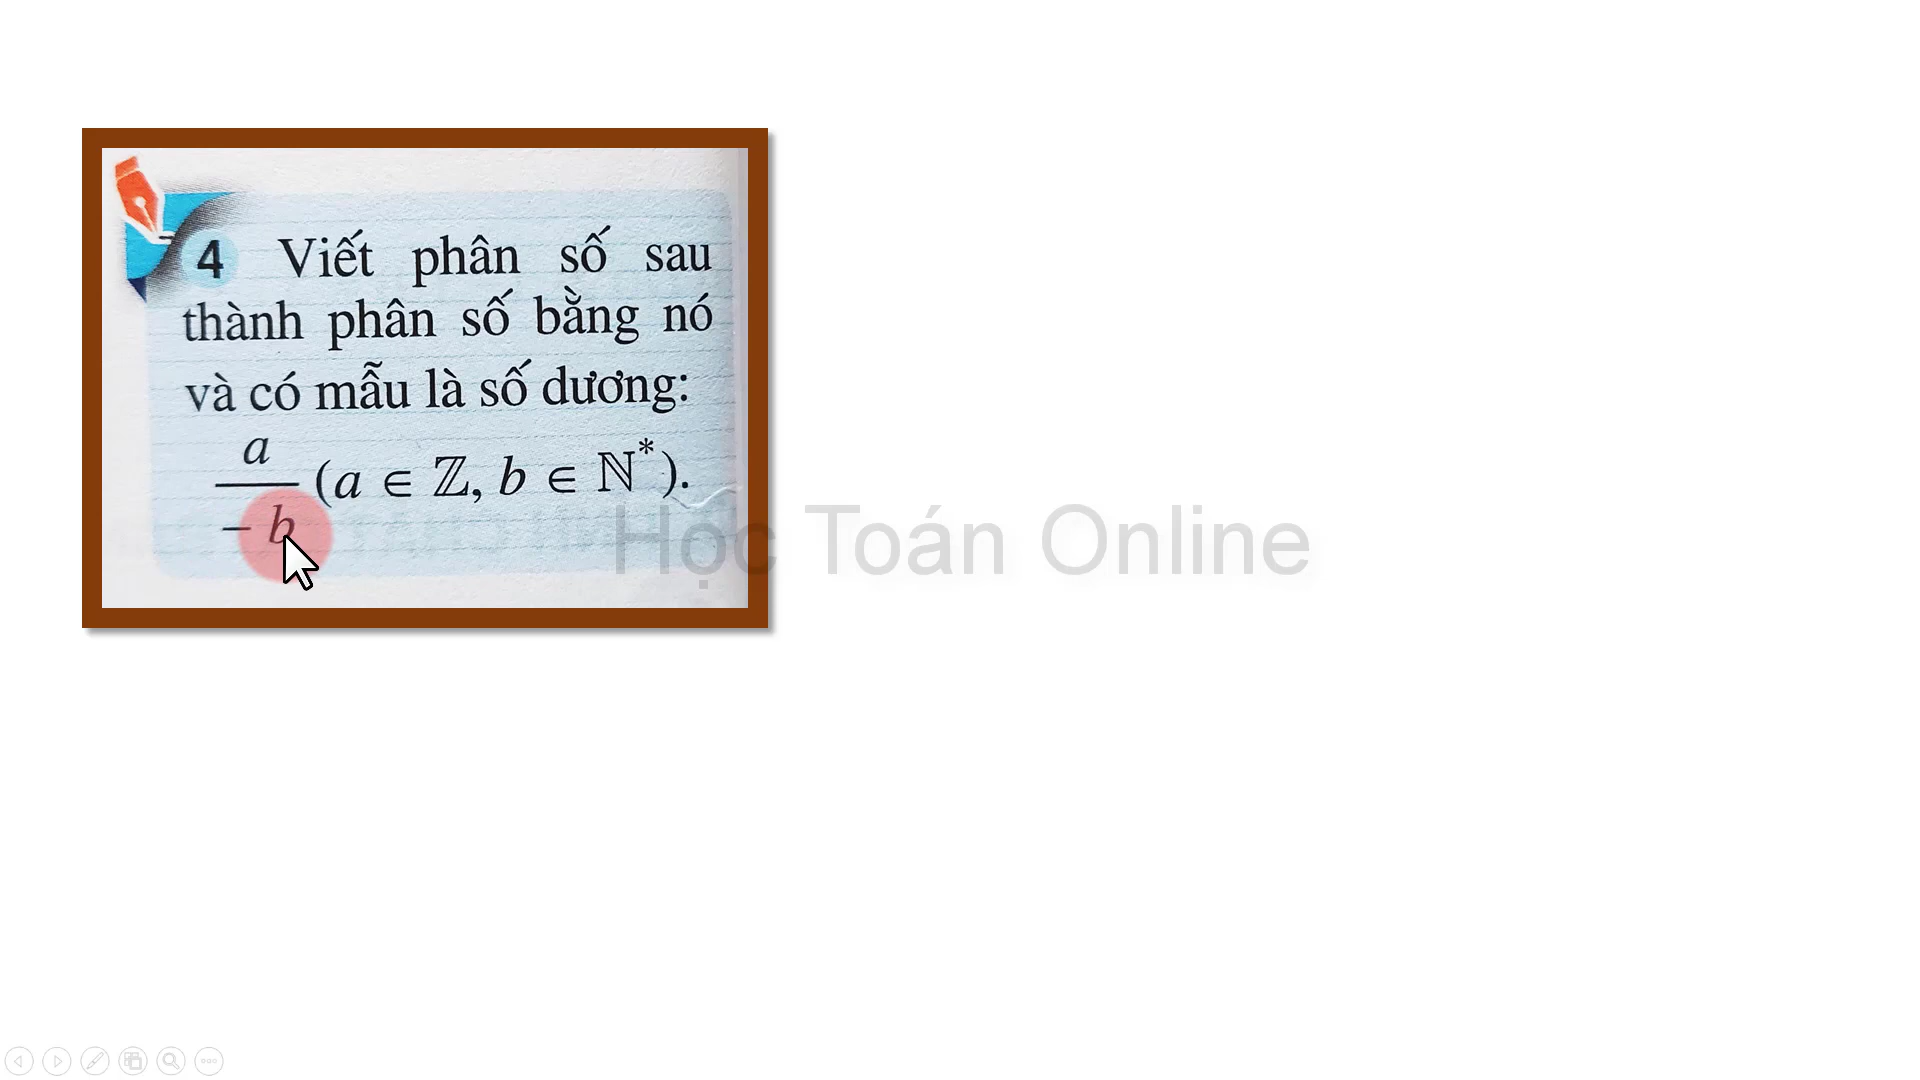 4 Viết phân số sau
thành phân số bằng nó
và có mẫu là số dương:
a
— (a ∈ ℤ, b ∈ ℕ*).
– b
Học Toán Online